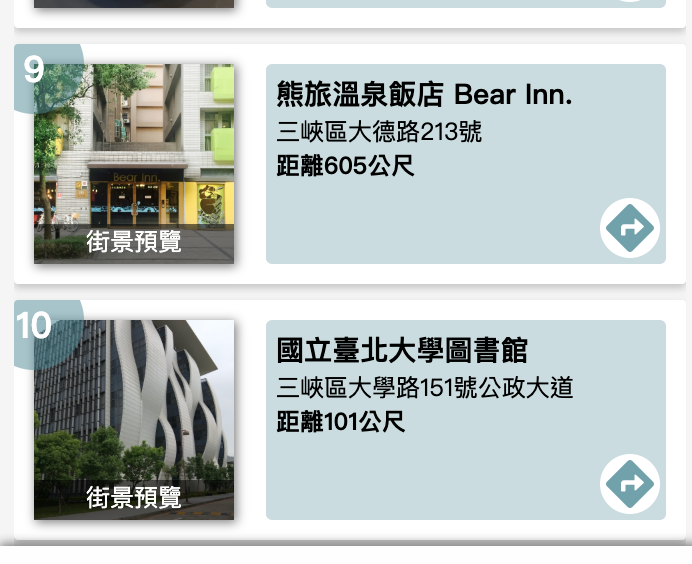 9
Bear Inn.
街景預覽
熊旅溫泉飯店 Bear Inn.
三峽區大德路213號
距離605公尺
10
街景預覽
國立臺北大學圖書館
三峽區大學路151號公政大道
距離101公尺